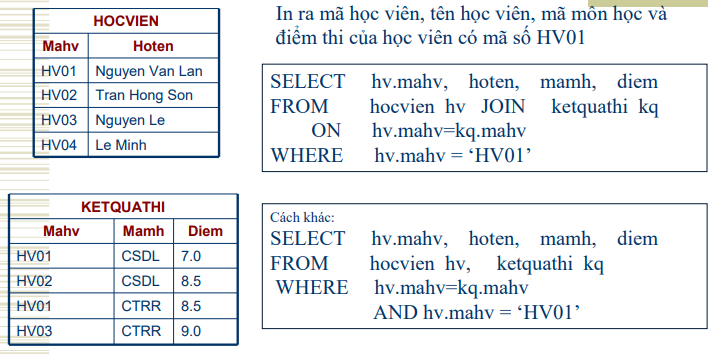 HOCVIEN
Mahv Hoten
HV01 Nguyen Van Lan
HV02 Tran Hong Son
HV03 Nguyen Le
HV04 Le Minh
In ra mã học viên, tên học viên, mã môn học và
điểm thi của học viên có mã số HV01
SELECT hv.mahv, hoten, mamh, diem
FROM hocvien hv JOIN ketquathi kq
ON hv.mahv=kq.mahv
WHERE hv.mahv = ‘HV01’
KETQUATHI
Mahv Mamh Diem
HV01 CSDL 7.0
HV02 CSDL 8.5
HV01 CTRR 8.5
HV03 CTRR 9.0
Cách khác:
SELECT hv.mahv, hoten, mamh, diem
FROM hocvien hv, ketquathi kq
WHERE hv.mahv=kq.mahv
AND hv.mahv = ‘HV01’